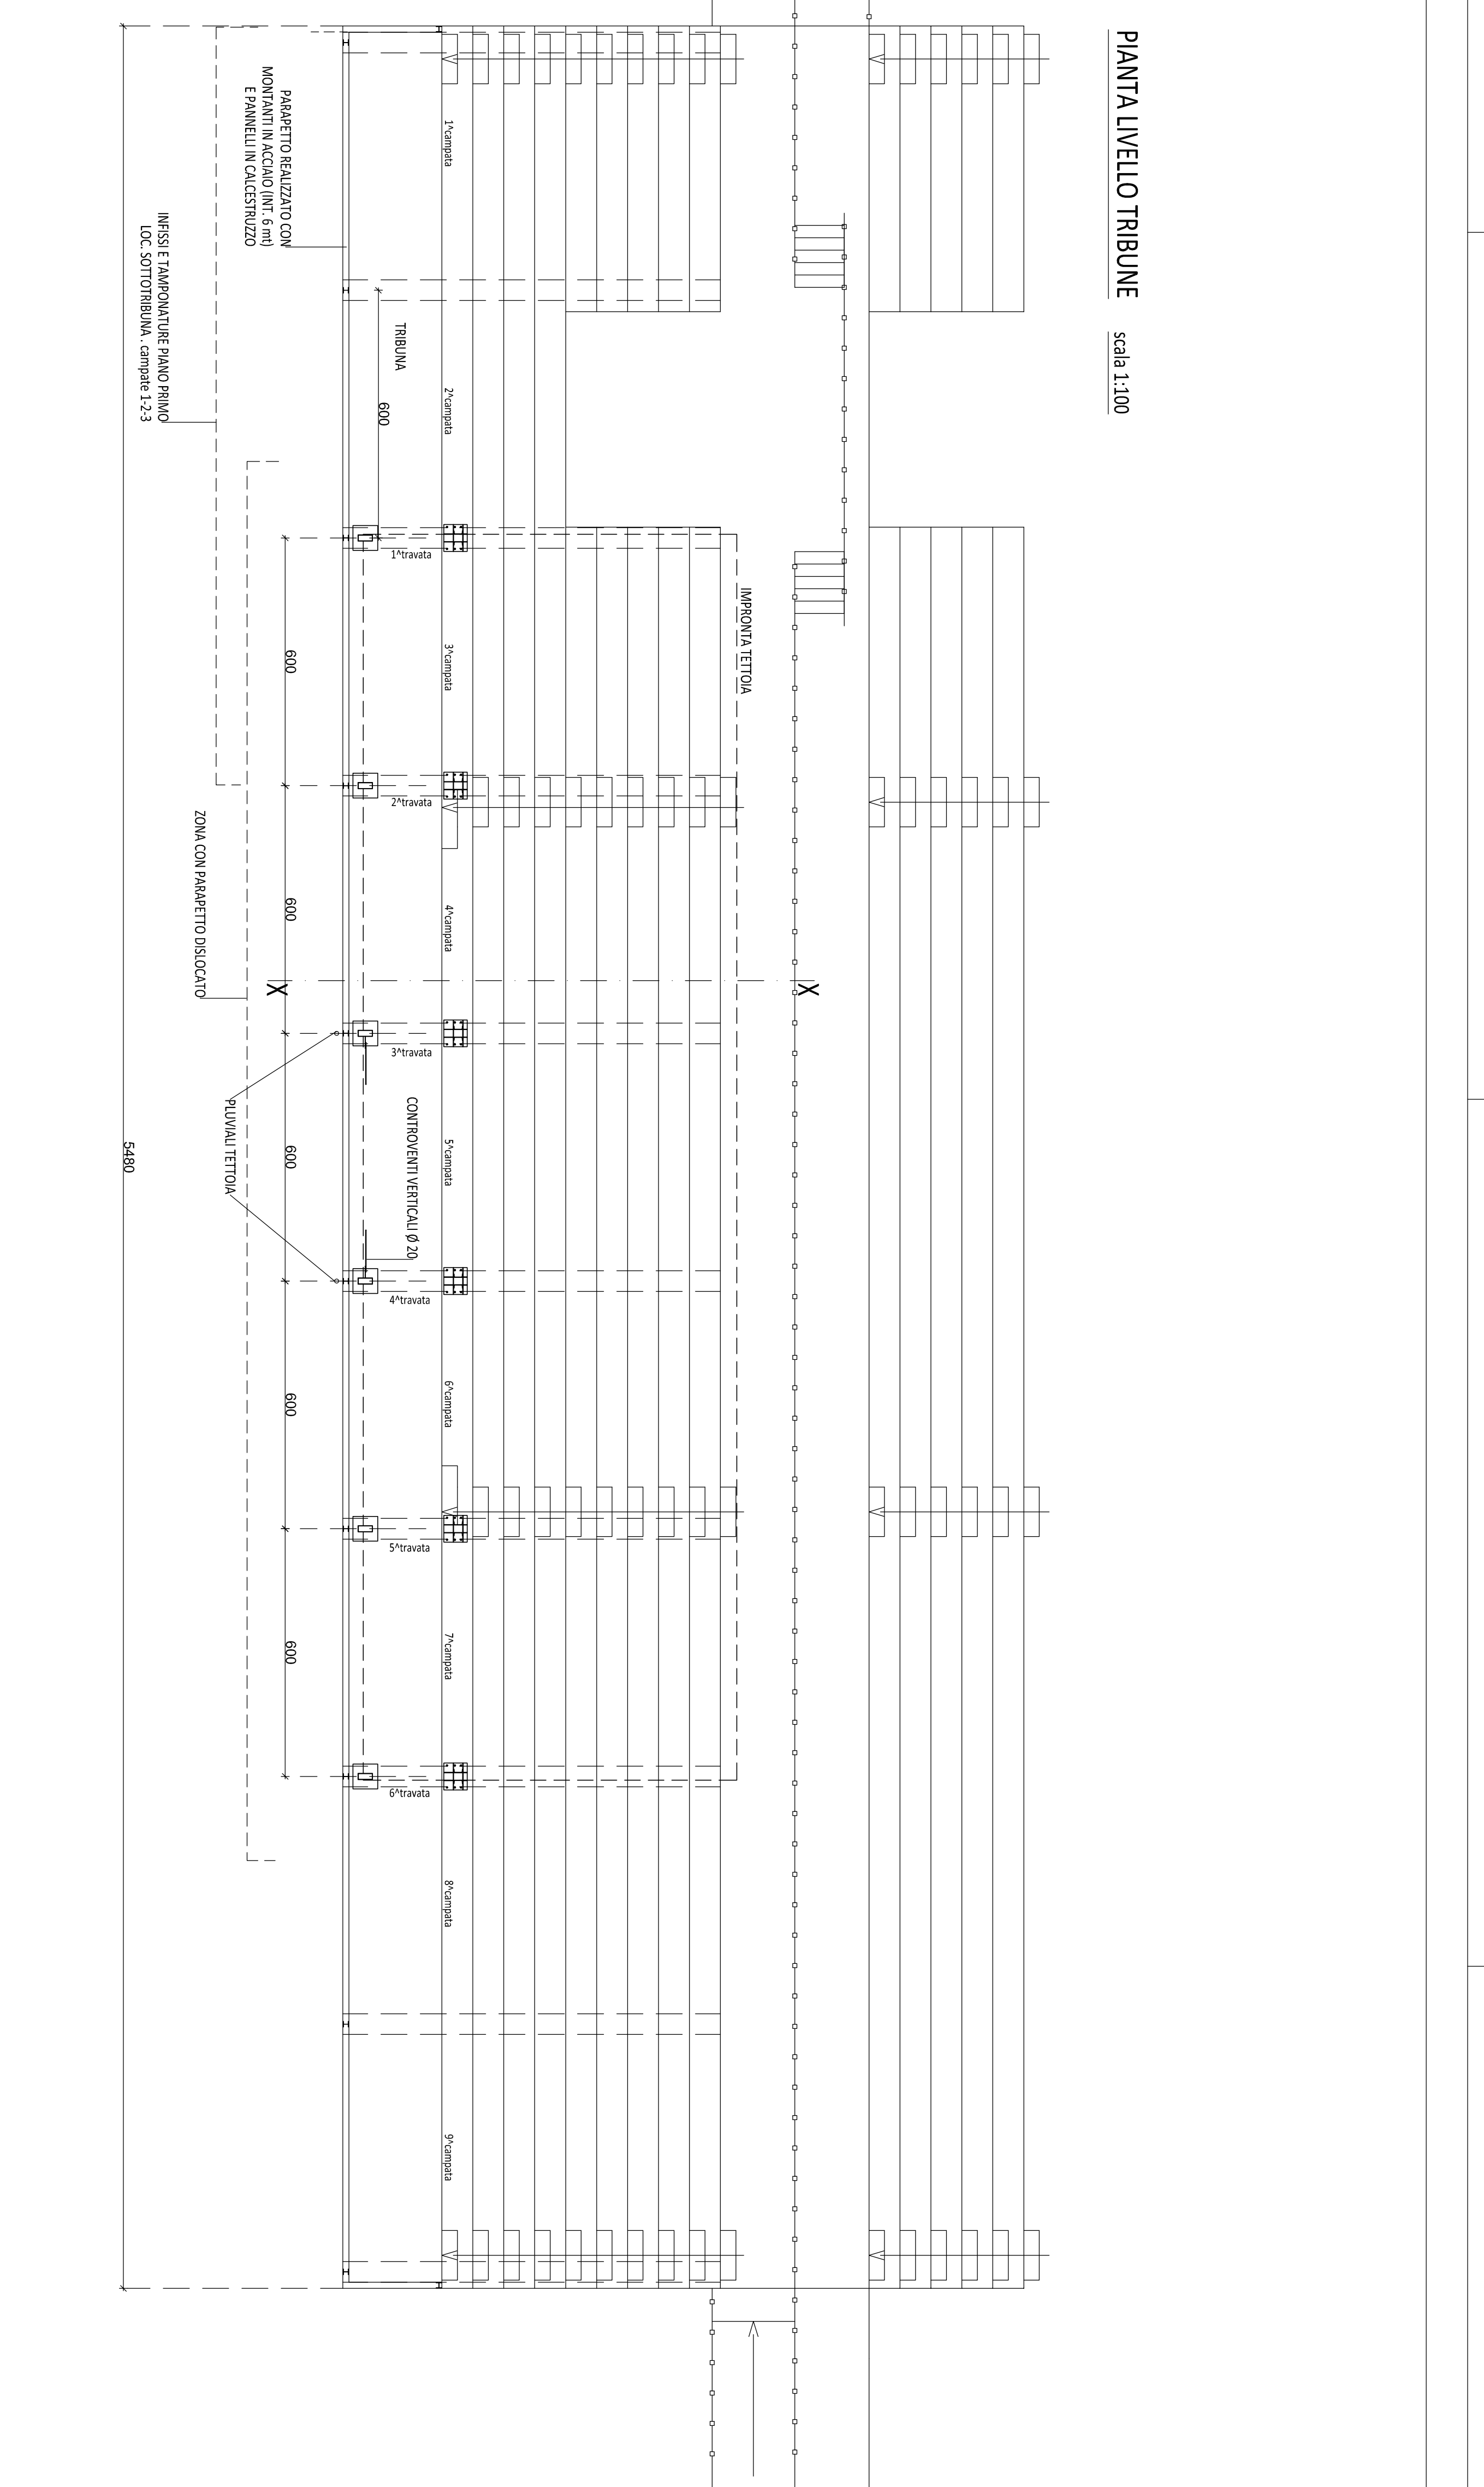 PIANTA LIVELLO TRIBUNE
scala 1:100
IMPRONTA TETTOIA
1^campata
2^campata
3^campata
4^campata
5^campata
6^campata
7^campata
8^campata
9^campata
TRIBUNA
600
1^travata
2^travata
3^travata
4^travata
5^travata
6^travata
CONTROVENTI VERTICALI Ø 20
X
X
PARAPETTO REALIZZATO CON
MONTANTI IN ACCIAIO (INT. 6 mt)
E PANNELLI IN CALCESTRUZZO
600
600
600
600
600
PLUVIALI TETTOIA
ZONA CON PARAPETTO DISLOCATO
INFISSI E TAMPONATURE PIANO PRIMO
LOC. SOTTOTRIBUNA . campate 1-2-3
5480